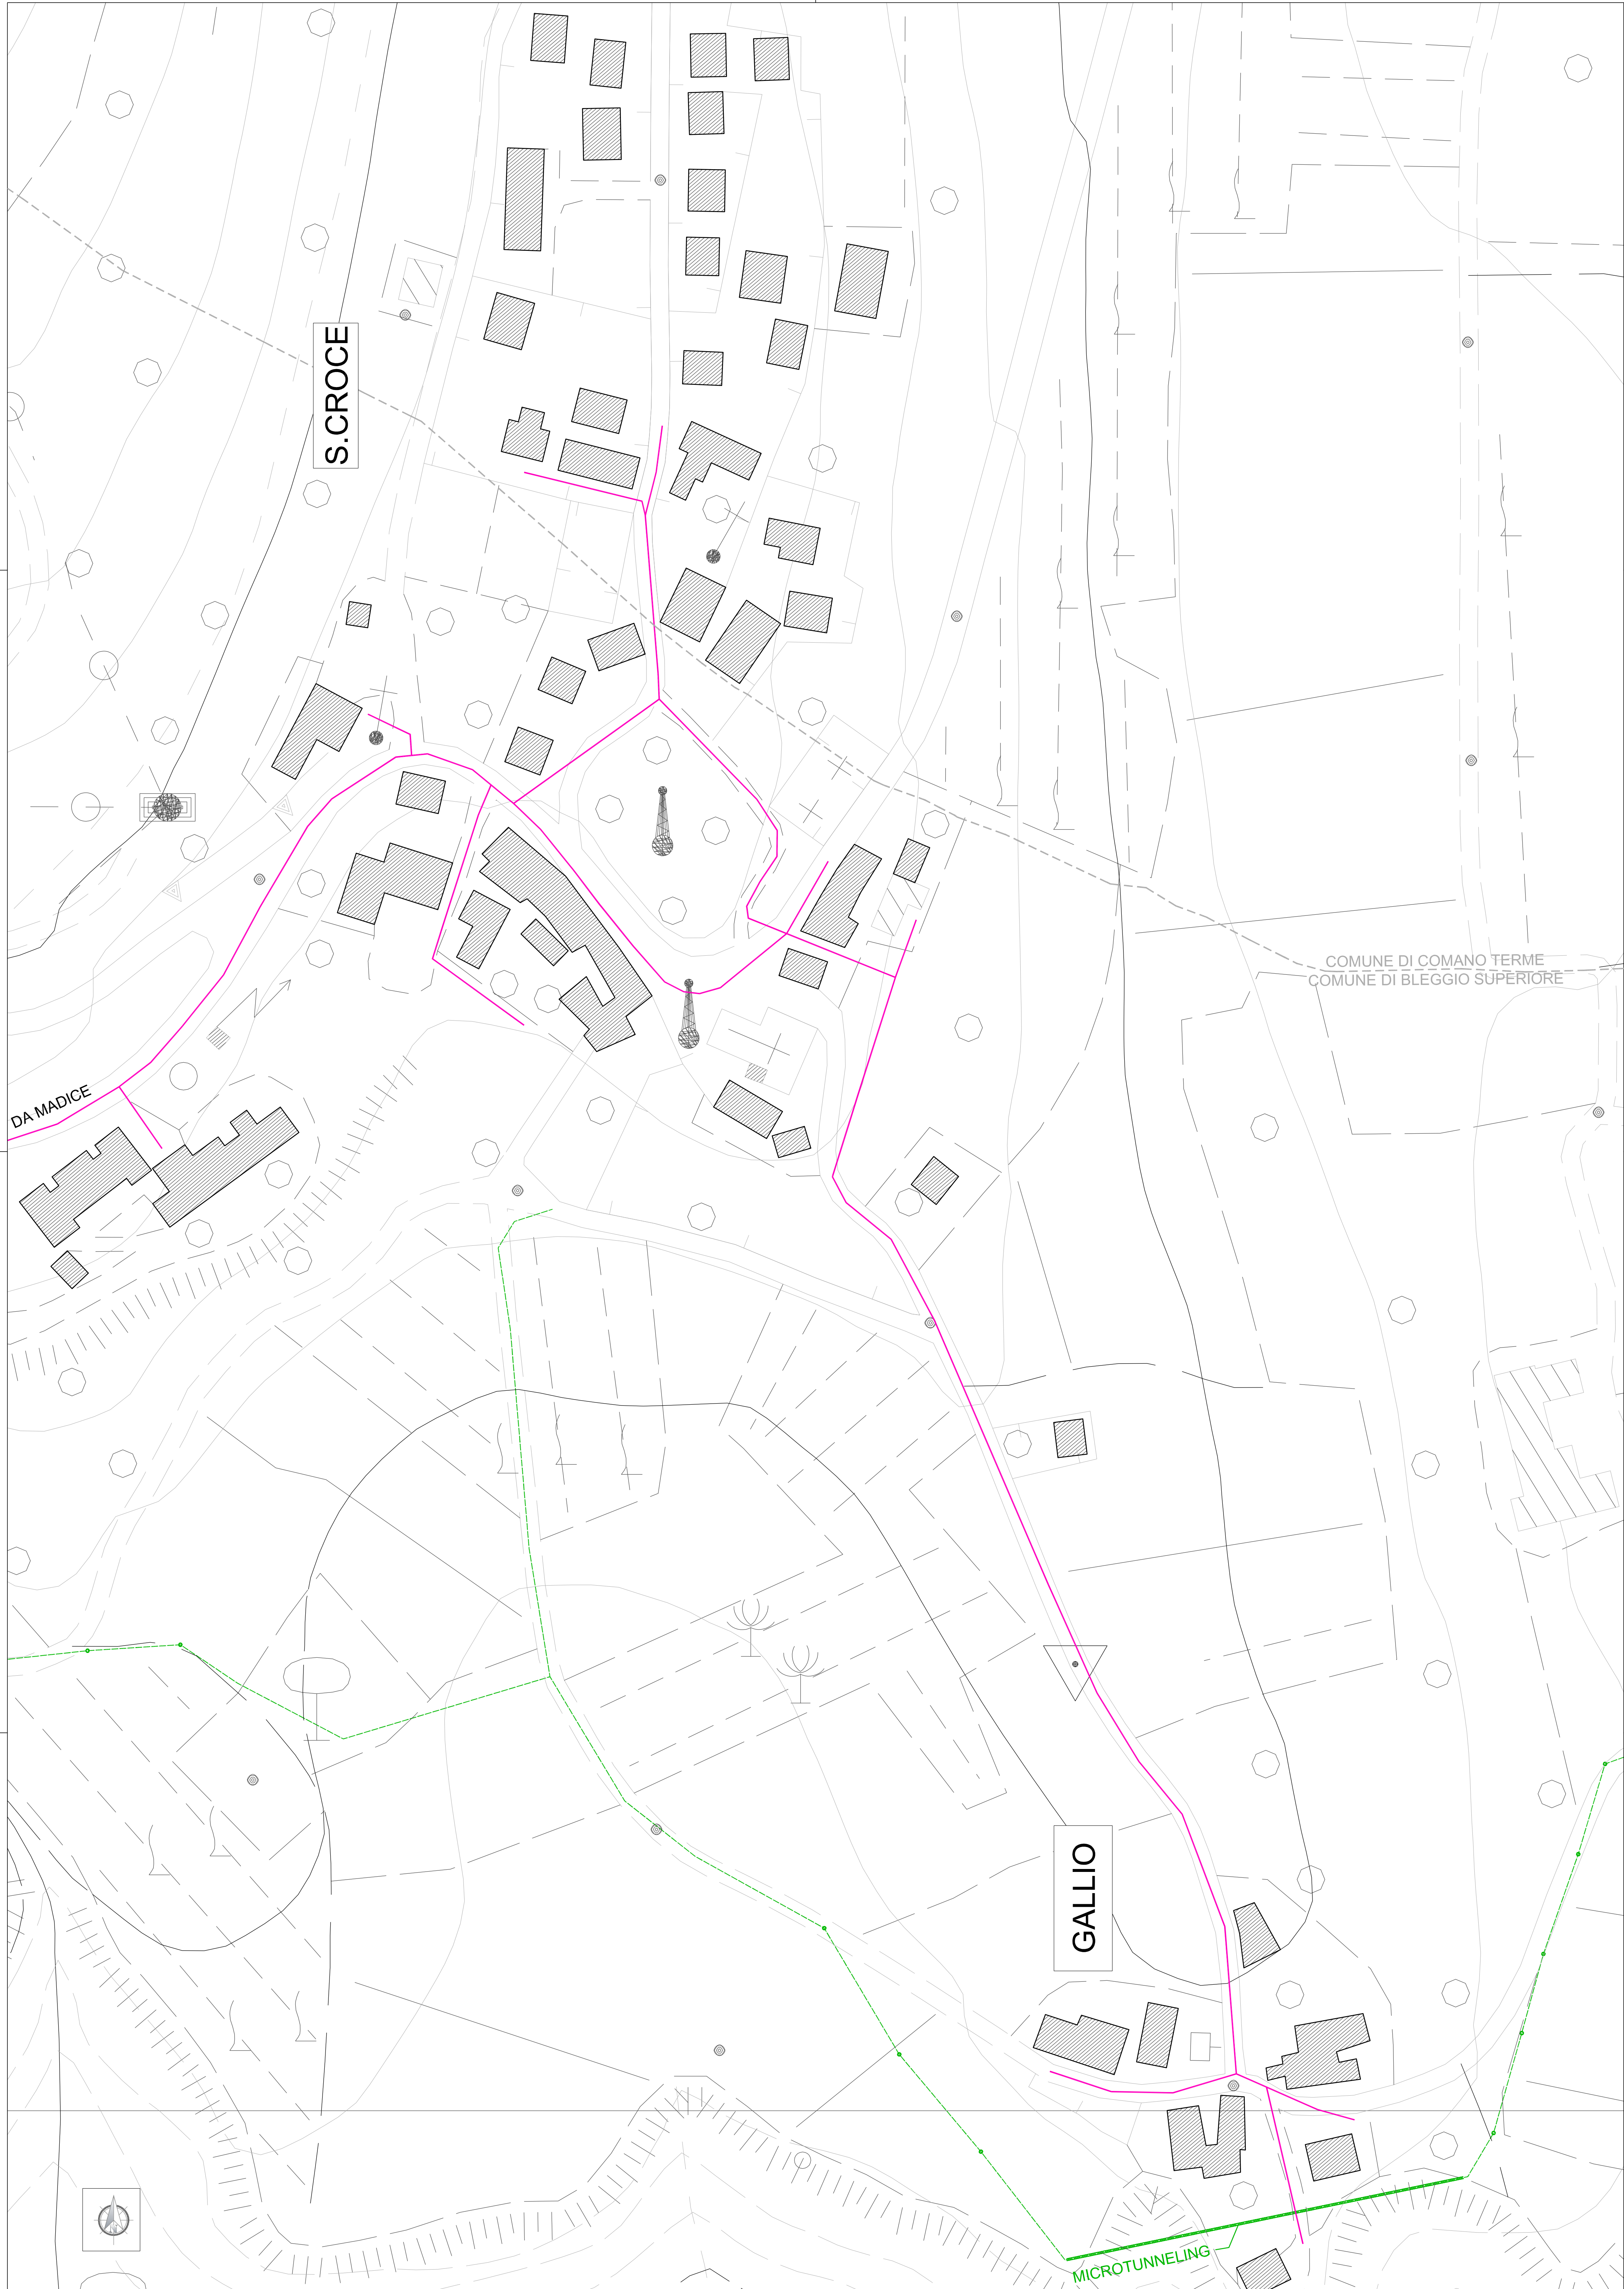 S.CROCE
COMUNE DI COMANO TERME
COMUNE DI BLEGGIO SUPERIORE
DA MADICE
GALLIO
MICROTUNNELING